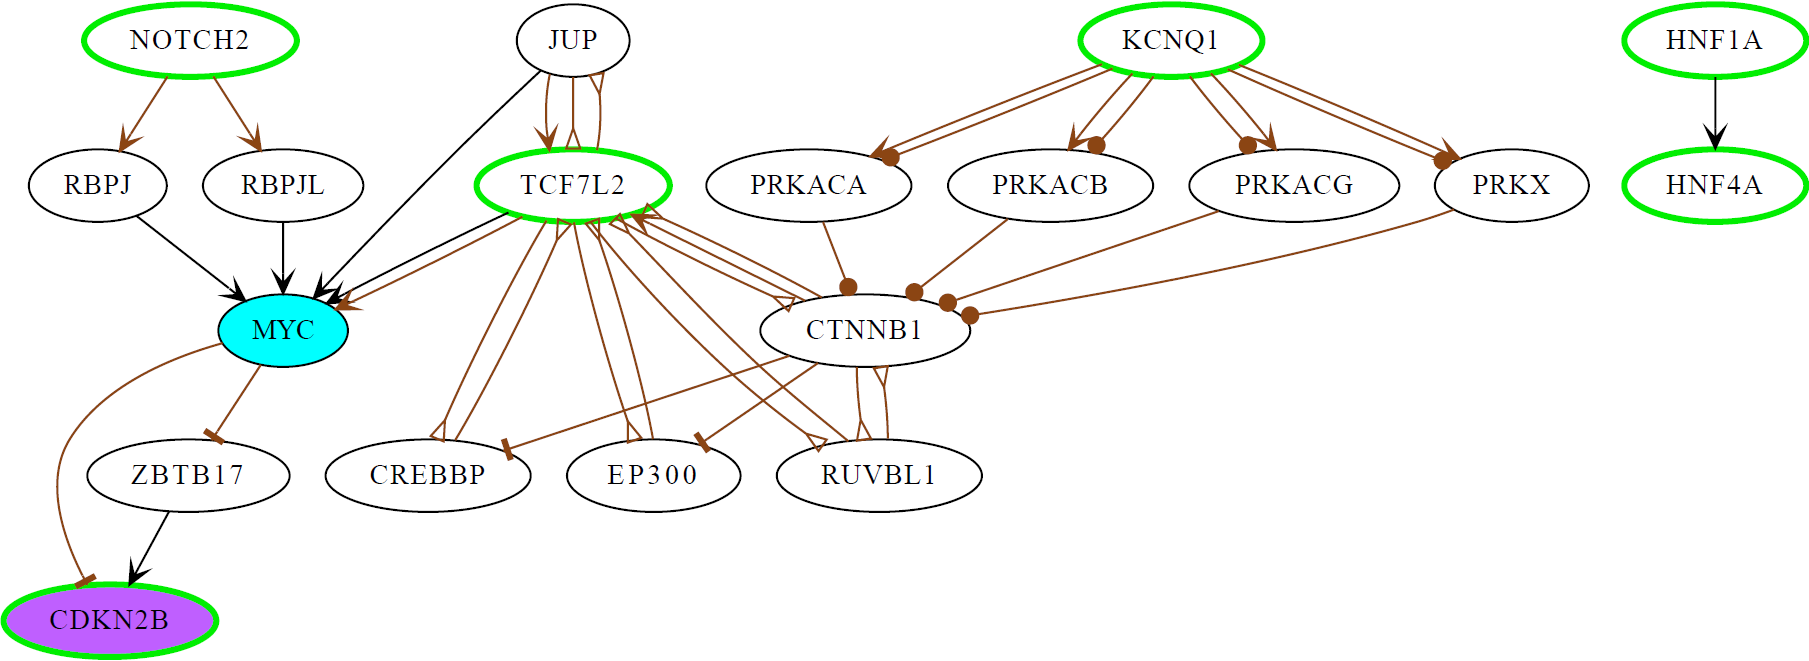 NOTCH2
JUP
KCNQ1
HNF1A
RBPJ
RBPJL
TCF7L2
PRKACA
PRKACB
PRKACG
PRKX
HNF4A
MYC
CTNNB1
ZBTB17
CREBBP
EP300
RUVBL1
CDKN2B